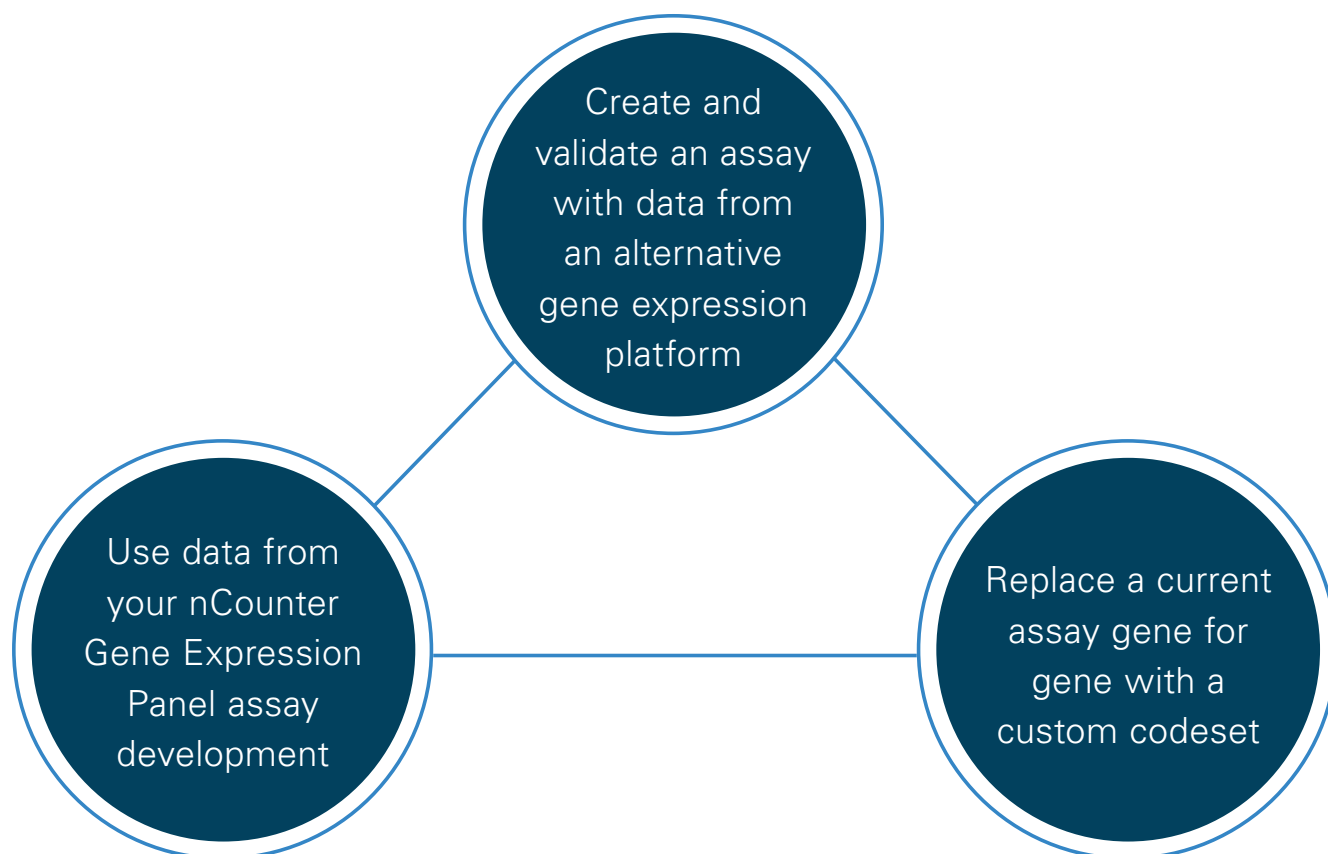 Create and
validate an assay
with data from
an alternative
gene expression
platform
Use data from
your nCounter
Gene Expression
Panel assay
development
Replace a current
assay gene for
gene with a
custom codeset